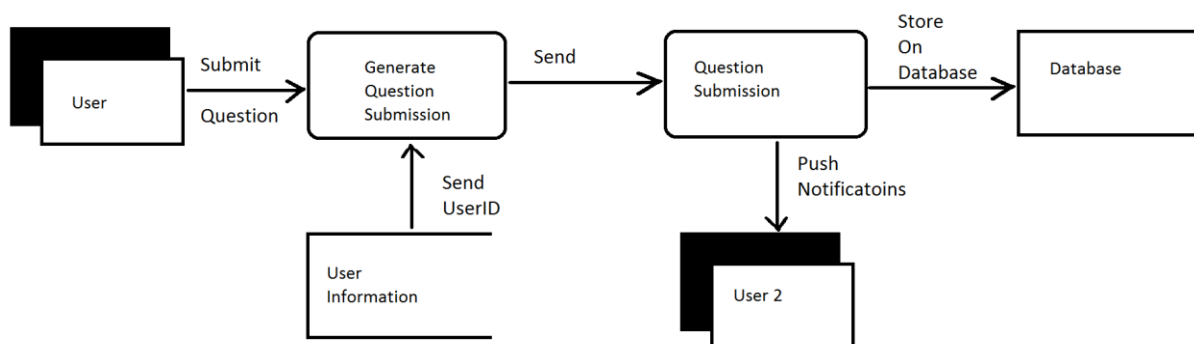 User
Submit
Question
Generate
Question
Submission
Send
Question
Submission
Store
On
Database
Database
Send
UserID
User
Information
Push
Notificatoins
User 2